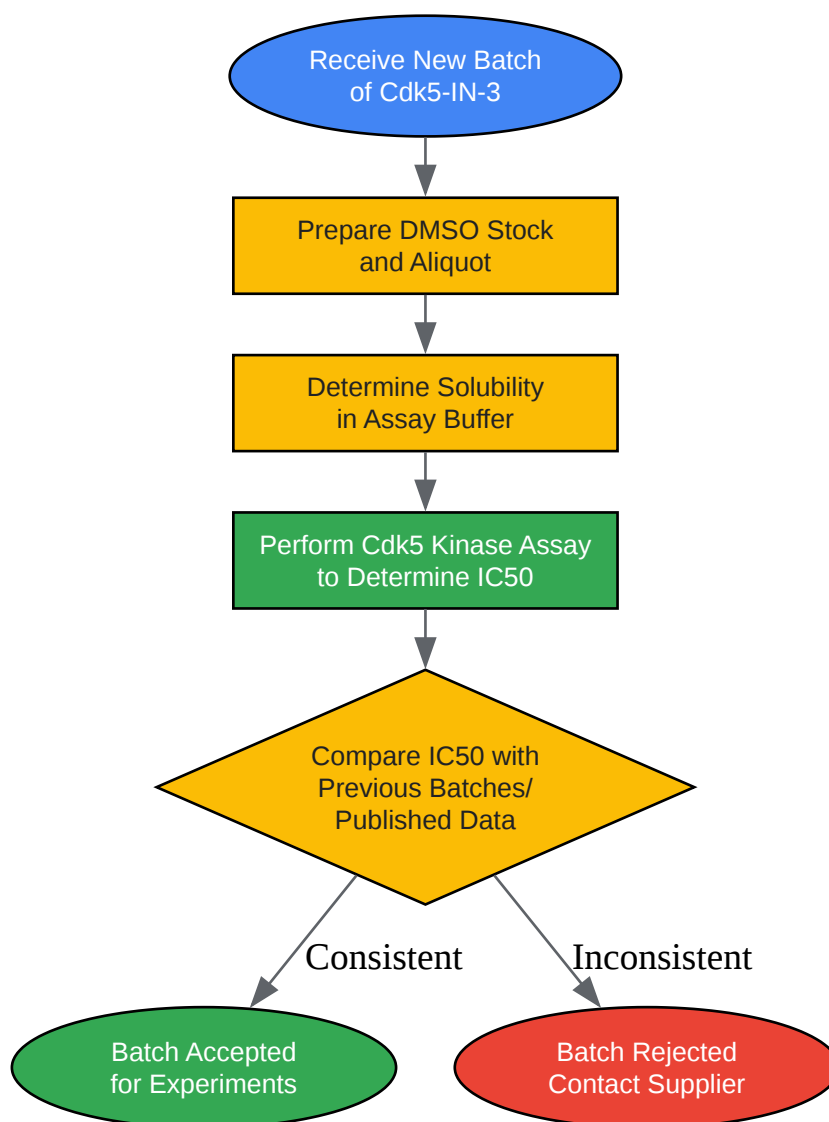 Receive New Batch
of Cdk5-IN-3
Prepare DMSO Stock
and Aliquot
Determine Solubility
in Assay Buffer
Perform Cdk5 Kinase Assay
to Determine IC50
Compare IC50 with
Previous Batches/
Published Data
Consistent
Inconsistent
Batch Accepted
for Experiments
Batch Rejected
Contact Supplier